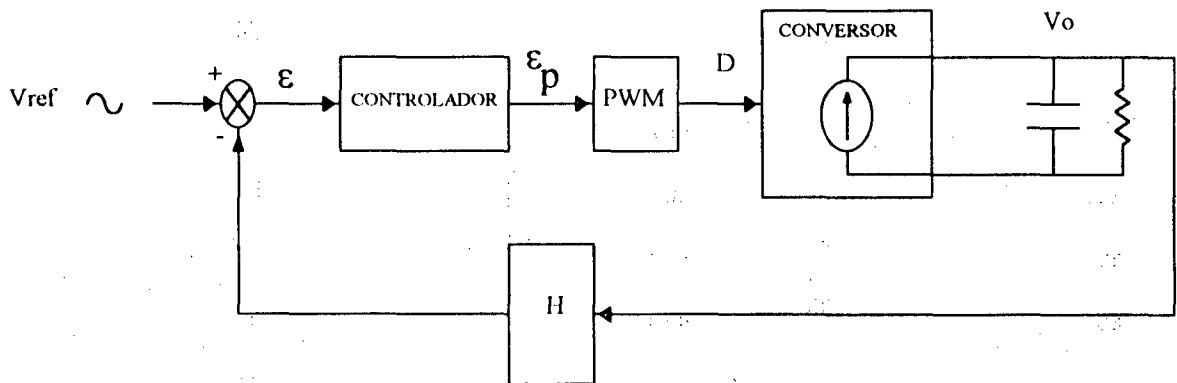 CONVERSOR
Vo
Vref
+
-
ε
CONTROLADOR
εp
PWM
D
H